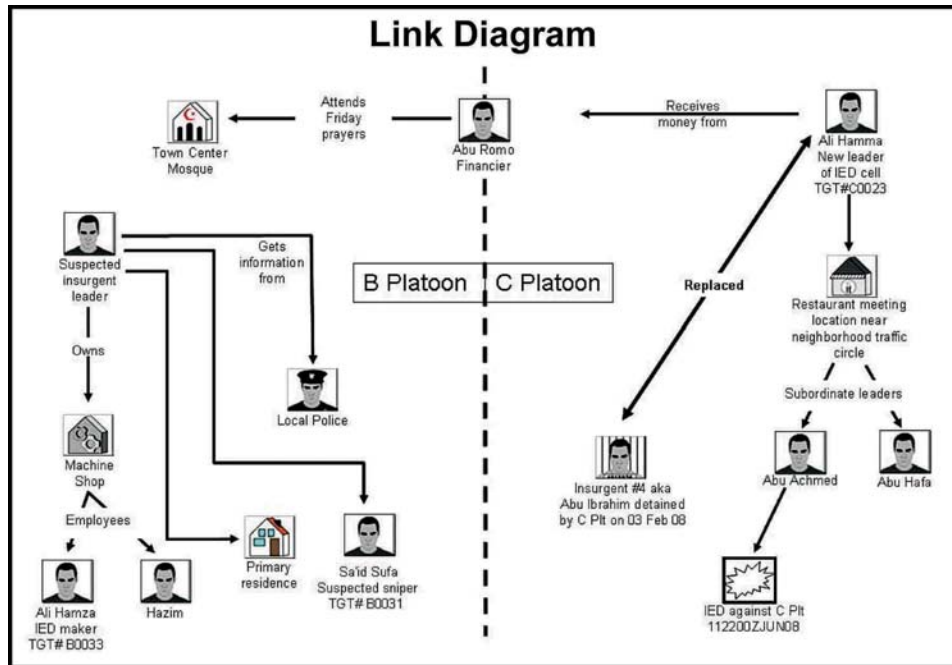 Link Diagram
Attends
Friday
prayers
Town Center
Mosque
Abu Romo
Financier
Receives
money from
Ali Hamma
New leader
of IED cell
TGT#C0023
Suspected
insurgent
leader
Gets
information
from
B Platoon
C Platoon
Replaced
Restaurant meeting
location near
neighborhood traffic
circle
Owns
Local Police
Subordinate leaders
Machine
Shop
Abu Achmed
Abu Hafa
Insurgent #4 aka
Abu Ibrahim detained
by C Plt on 03 Feb 08
Employees
Ali Hamza
IED maker
TGT# B0033
Hazim
Primary
residence
Sa'id Sufa
Suspected sniper
TGT# B0031
IED against C Plt
112200ZJUN08